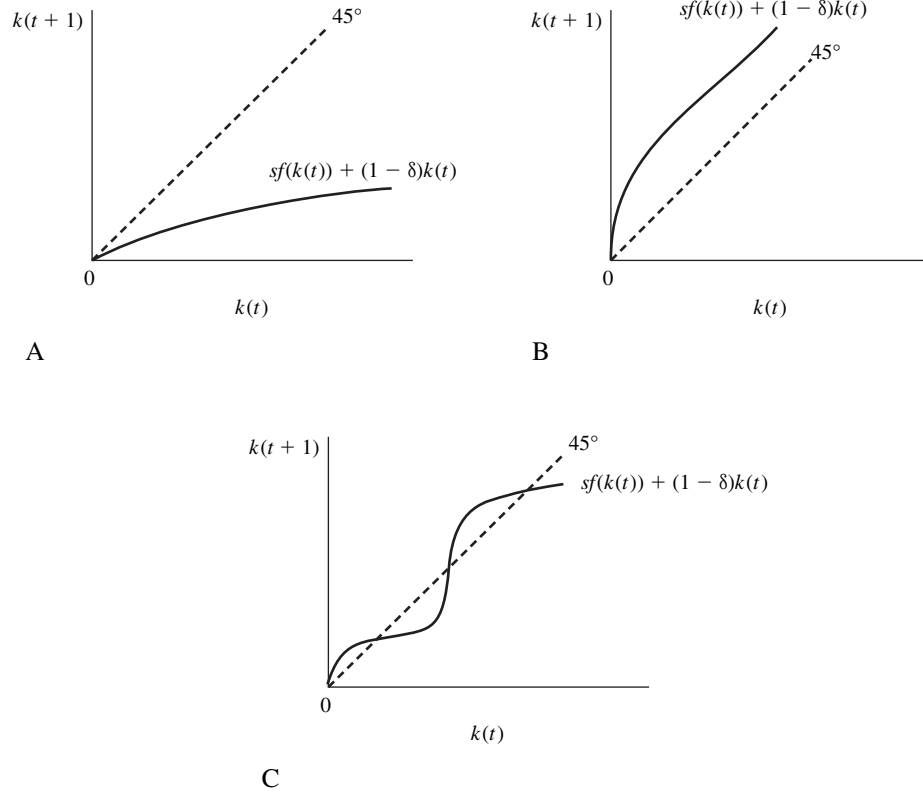 k(t + 1)
45°
sf(k(t)) + (1 − δ)k(t)
0
k(t)
A
k(t + 1)
sf(k(t)) + (1 − δ)k(t)
45°
0
k(t)
B
k(t + 1)
45°
sf(k(t)) + (1 − δ)k(t)
0
k(t)
C